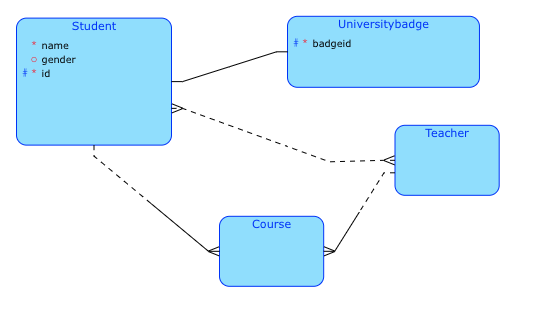 Student
* name
o gender
# * id
Universitybadge
# * badgeid
Teacher
Course